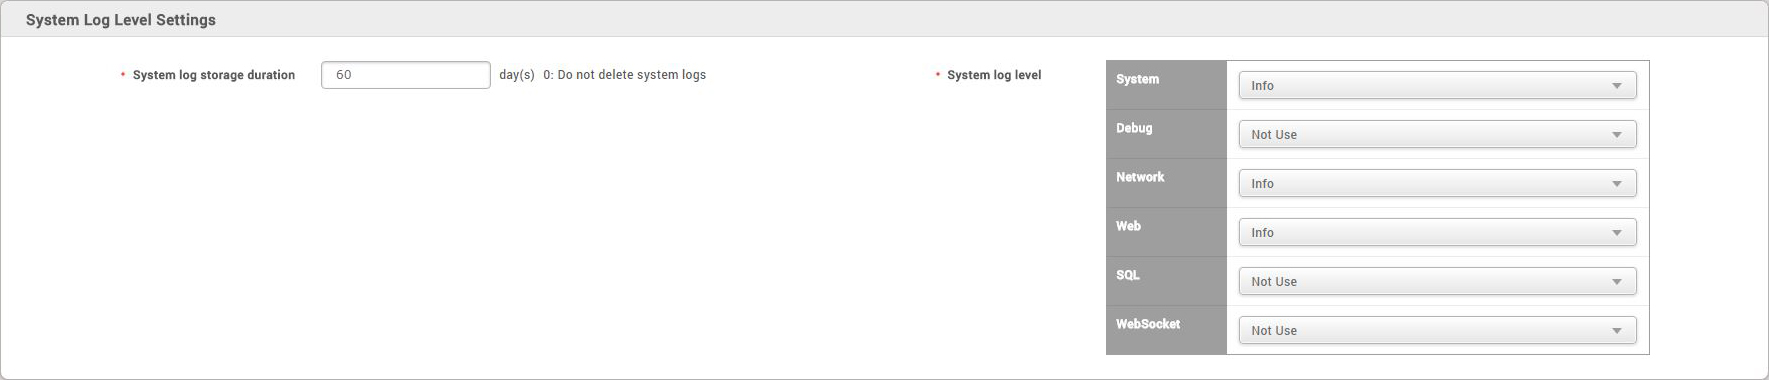 System Log Level Settings
* System log storage duration 60 day(s) 0: Do not delete system logs
* System log level
System Info
Debug Not Use
Network Info
Web Info
SQL Not Use
WebSocket Not Use